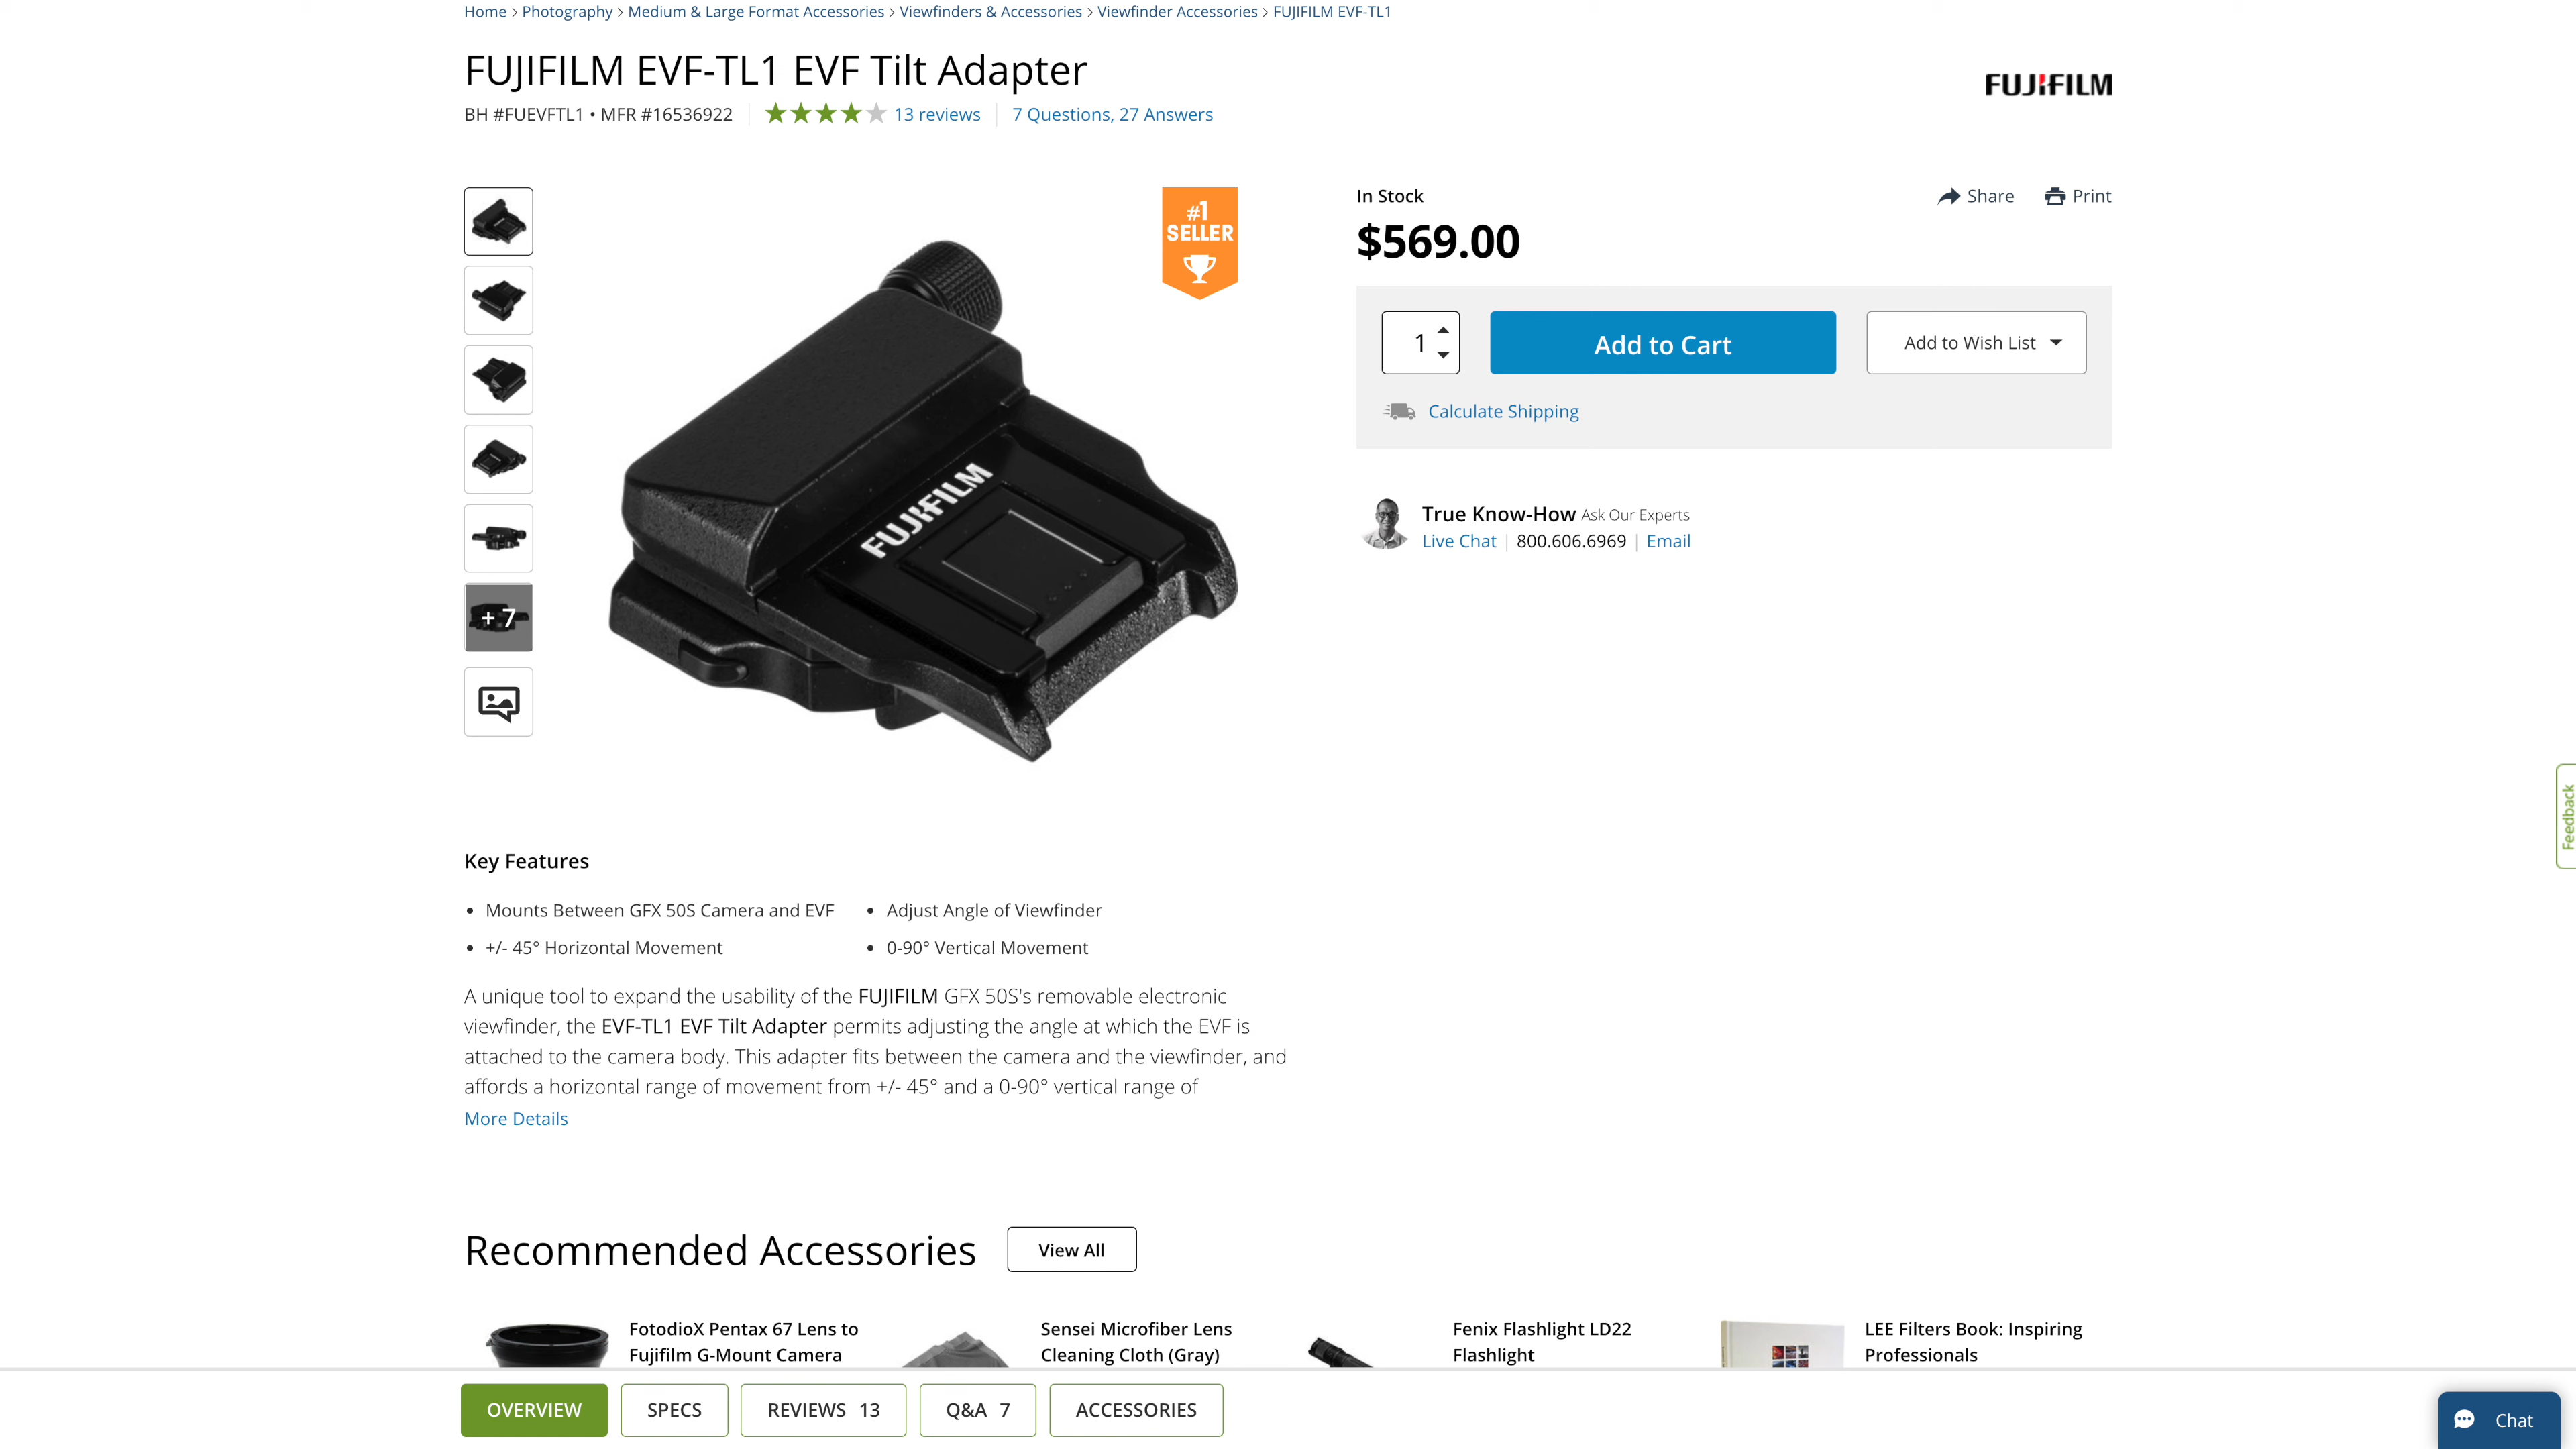 Home > Photography > Medium & Large Format Accessories > Viewfinders & Accessories > Viewfinder Accessories > FUJIFILM EVF-TL1
FUJIFILM EVF-TL1 EVF Tilt Adapter
FUJIFILM
BH #FUEVFTL1 • MFR #16536922
13 reviews
7 Questions, 27 Answers
#1
SELLER
FUJIFILM
+ 7
In Stock
Share
Print
$569.00
1
Add to Cart
Add to Wish List
Calculate Shipping
True Know-How Ask Our Experts
Live Chat | 800.606.6969 | Email
Feedback
Key Features
• Mounts Between GFX 50S Camera and EVF
• Adjust Angle of Viewfinder
• +/- 45° Horizontal Movement
• 0-90° Vertical Movement
A unique tool to expand the usability of the FUJIFILM GFX 50S's removable electronic
viewfinder, the EVF-TL1 EVF Tilt Adapter permits adjusting the angle at which the EVF is
attached to the camera body. This adapter fits between the camera and the viewfinder, and
affords a horizontal range of movement from +/- 45° and a 0-90° vertical range of
More Details
Recommended Accessories
View All
FotodioX Pentax 67 Lens to
Fujifilm G-Mount Camera
Sensei Microfiber Lens
Cleaning Cloth (Gray)
Fenix Flashlight LD22
Flashlight
LEE Filters Book: Inspiring
Professionals
OVERVIEW
SPECS
REVIEWS 13
Q&A 7
ACCESSORIES
Chat